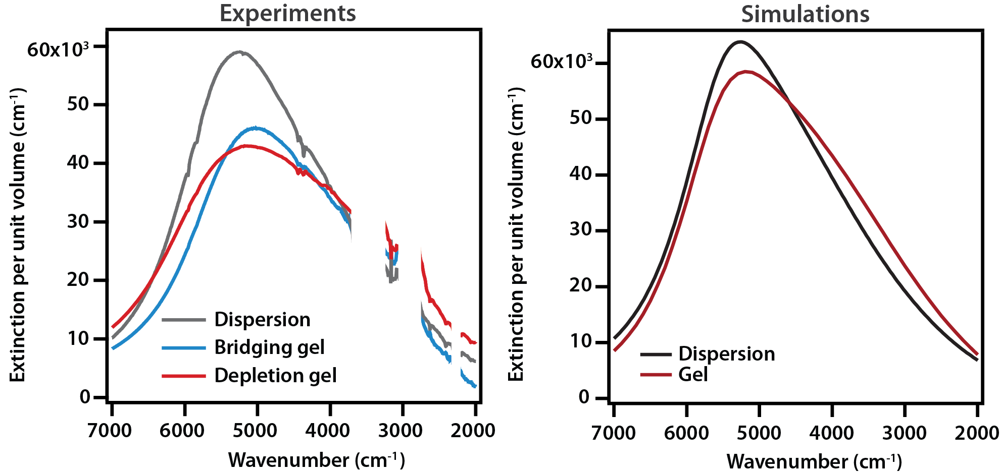 Experiments
Extinction per unit volume (cm⁻¹)
60x10³
50
40
30
20
10
0
Dispersion
Bridging gel
Depletion gel
7000 6000 5000 4000 3000 2000
Wavenumber (cm⁻¹)
Simulations
Extinction per unit volume (cm⁻¹)
60x10³
50
40
30
20
10
0
Dispersion
Gel
7000 6000 5000 4000 3000 2000
Wavenumber (cm⁻¹)